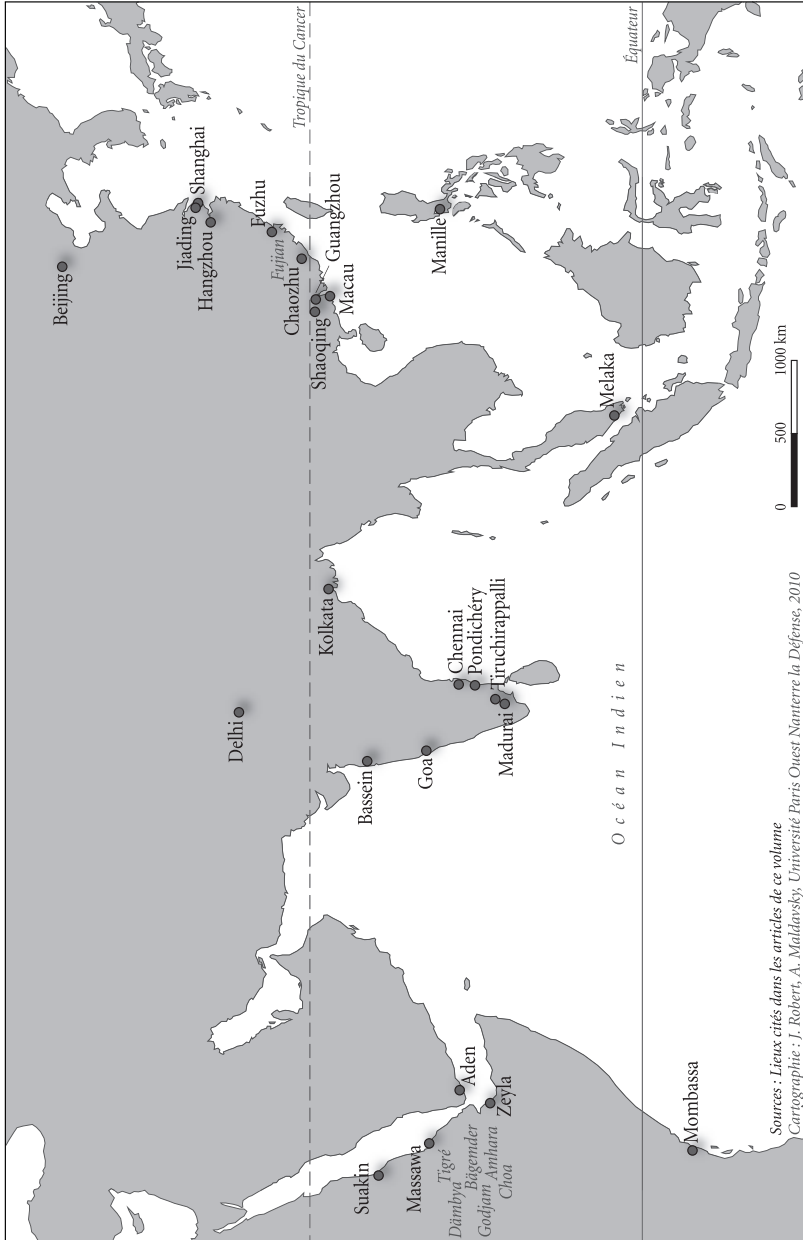 Tropique du Cancer
Équateur
Beijing
Jiading
Shanghai
Hangzhou
Fuzhu
Fujian
Chaozhu
Guangzhou
Shaoqing
Macau
Manille
Melaka
Kolkata
Delhi
Chennai
Pondichéry
Tiruchirappalli
Madurai
Bassein
Goa
Océan Indien
Aden
Zeyla
Suakin
Massawa
Tigré
Dämbya
Bägemder
Godjam
Amhara
Choa
Mombassa
0 500 1000 km
Sources : Lieux cités dans les articles de ce volume
Cartographie : J. Robert, A. Maldavsky, Université Paris Ouest Nanterre la Défense, 2010